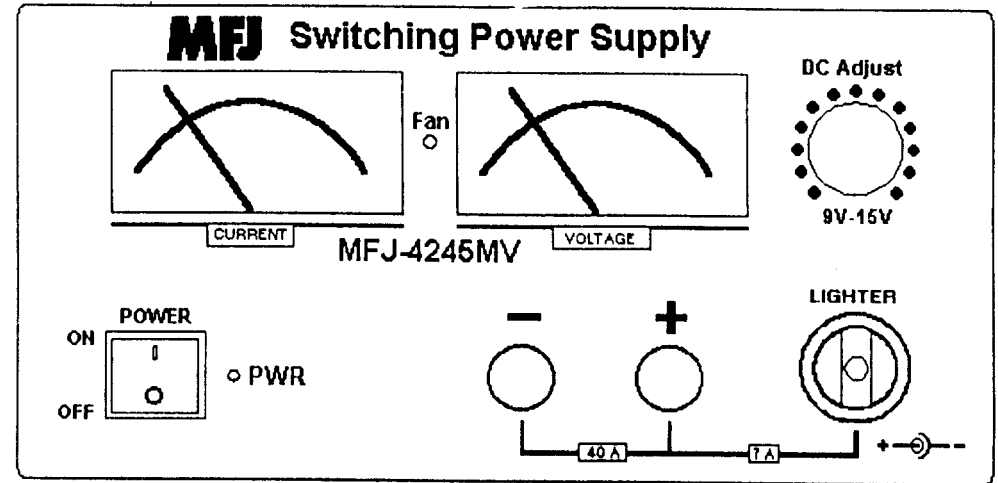 MFJ Switching Power Supply
DC Adjust
Fan
9V-15V
CURRENT
VOLTAGE
MFJ-4245MV
LIGHTER
POWER
ON
OFF
PWR
− +
40 A
7 A
+ -